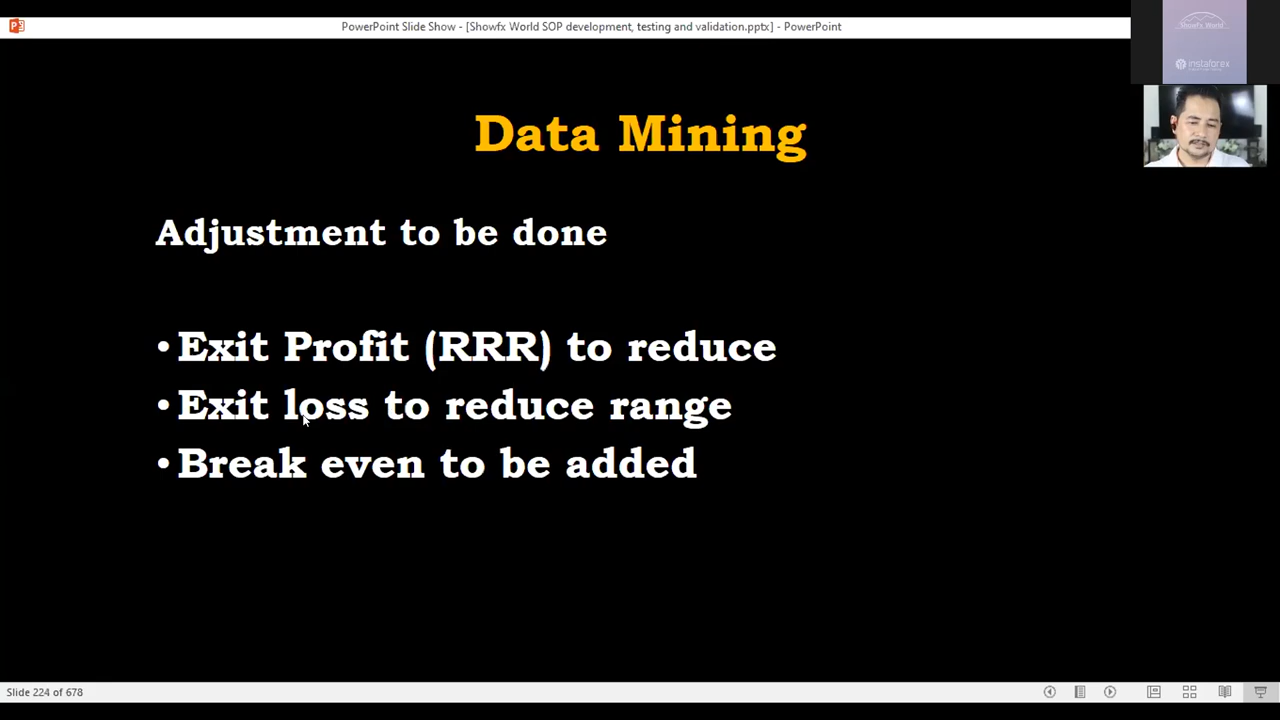 PowerPoint Slide Show - [Showfx World SOP development, testing and validation.pptx] - PowerPoint
Showfx World
instaforex
Data Mining
Adjustment to be done
• Exit Profit (RRR) to reduce
• Exit loss to reduce range
• Break even to be added
Slide 224 of 678